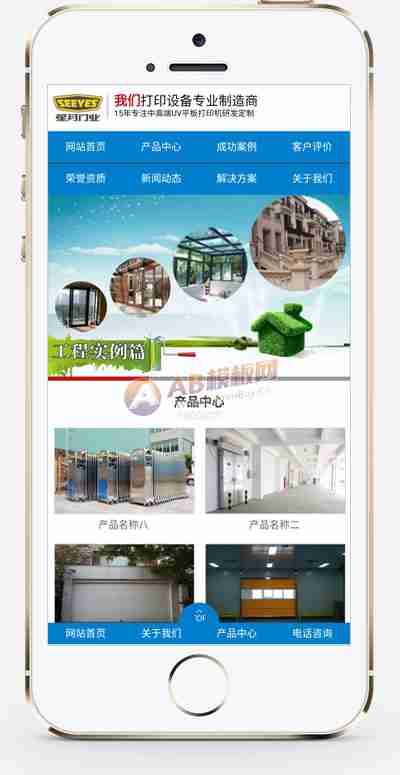 SEEYES
星月门业
我们打印设备专业制造商
15年专注中高端UV平板打印机研发定制
网站首页 产品中心 成功案例 客户评价
荣誉资质 新闻动态 解决方案 关于我们
工程实例篇
AB模板网
产品中心
产品名称八 产品名称二
TOP
网站首页 关于我们 产品中心 电话咨询